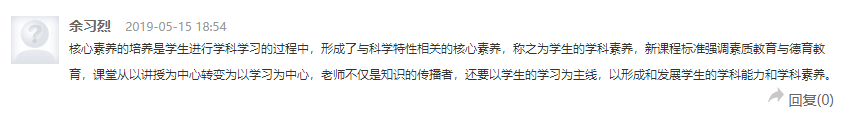 余习烈 2019-05-15 18:54
核心素养的培养是学生进行学科学习的过程中，形成了与科学特性相关的核心素养，称之为学生的学科素养，新课程标准强调素质教育与德育教
育，课堂从以讲授为中心转变为以学习为中心，老师不仅是知识的传播者，还要以学生的学习为主线，以形成和发展学生的学科能力和学科素养。
回复(0)